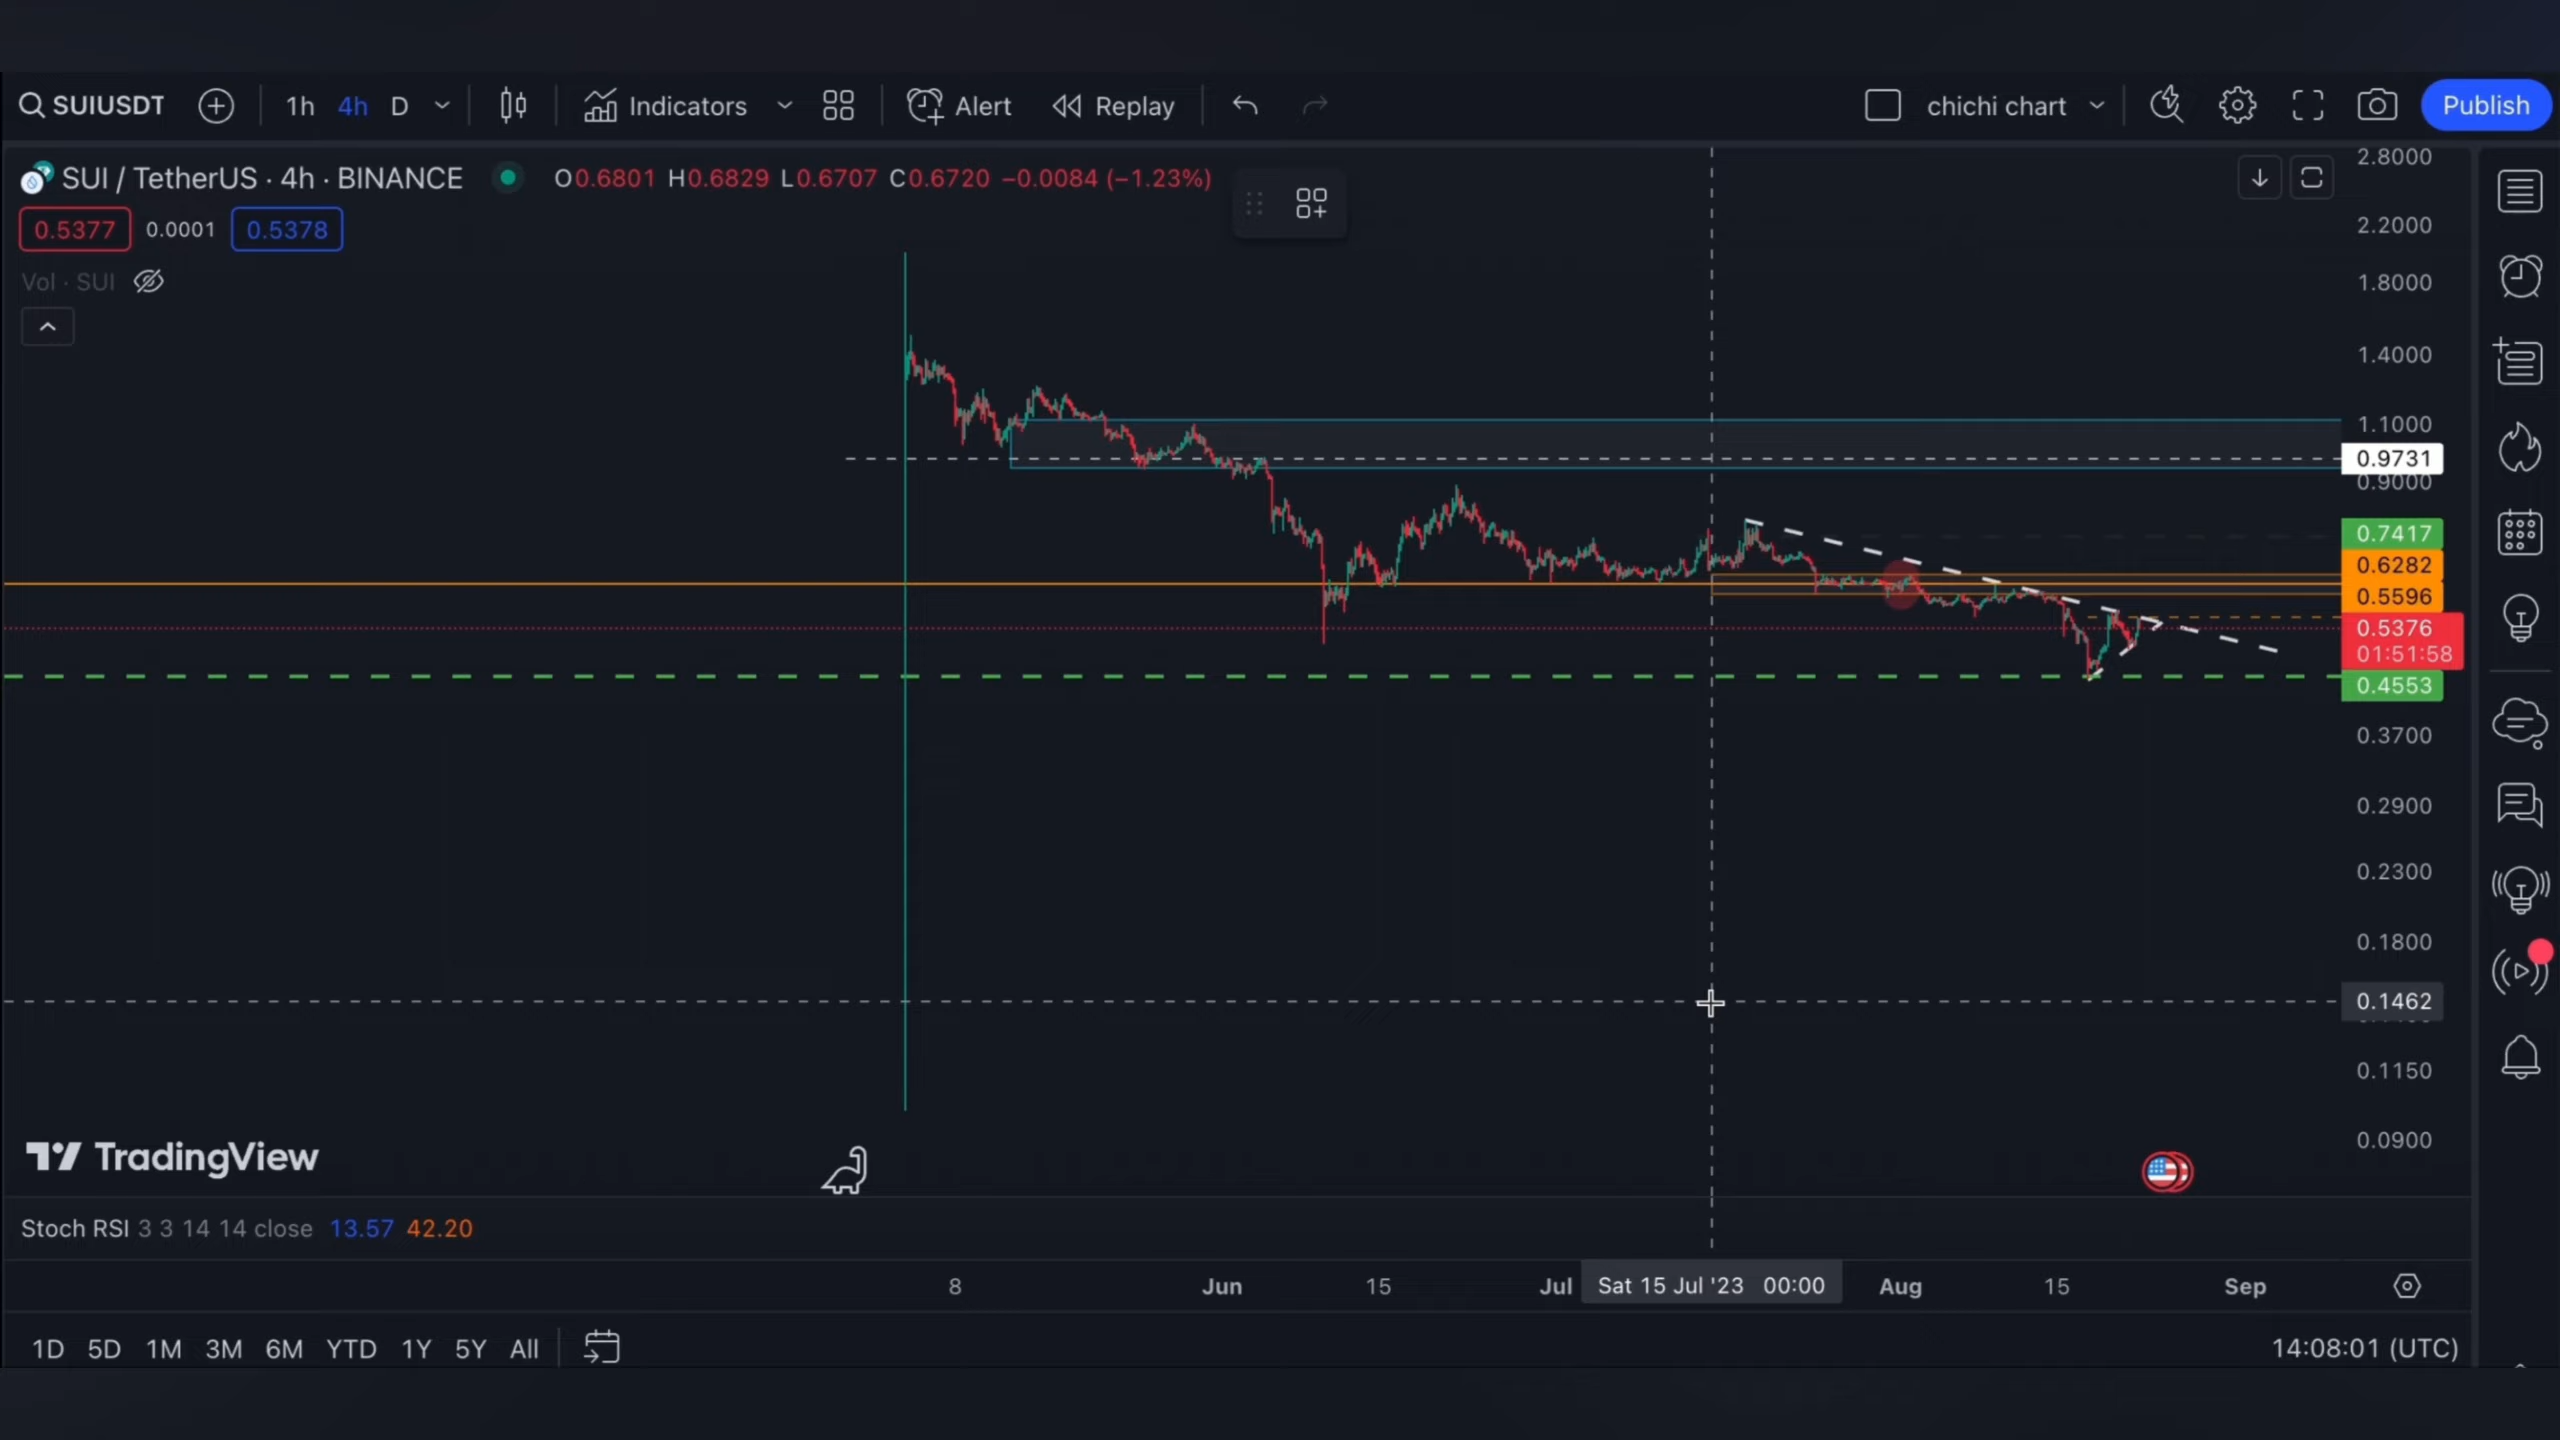 SUIUSDT 1h 4h D Indicators Alert Replay chichi chart Publish
SUI / TetherUS · 4h · BINANCE O0.6801 H0.6829 L0.6707 C0.6720 −0.0084 (−1.23%)
0.5377 0.0001 0.5378
Vol · SUI
2.8000
2.2000
1.8000
1.4000
1.1000
0.9731
0.9000
0.7417
0.6282
0.5596
0.5376
01:51:58
0.4553
0.3700
0.2900
0.2300
0.1800
0.1462
0.1150
0.0900
TradingView
Stoch RSI 3 3 14 14 close 13.57 42.20
8 Jun 15 Jul Sat 15 Jul '23 00:00 Aug 15 Sep
1D 5D 1M 3M 6M YTD 1Y 5Y All 14:08:01 (UTC)